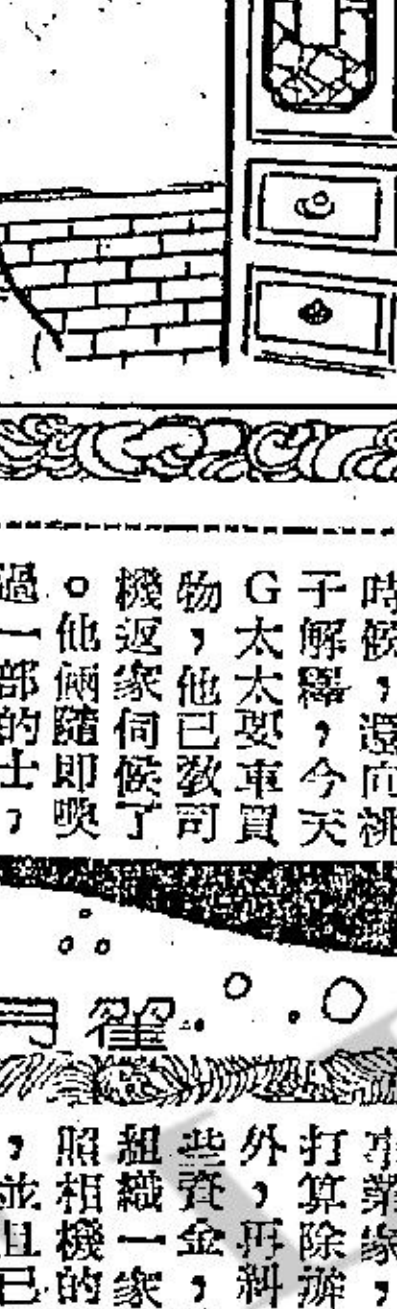 時候，還向桃
子解釋，今天
G太太要車買
物，他已教司
機返家伺候了
。他倆隨即喚
過一部的士，
業家，
打算除辦，
外，再糾
些資金，
組織一家
照相機的
，並且已